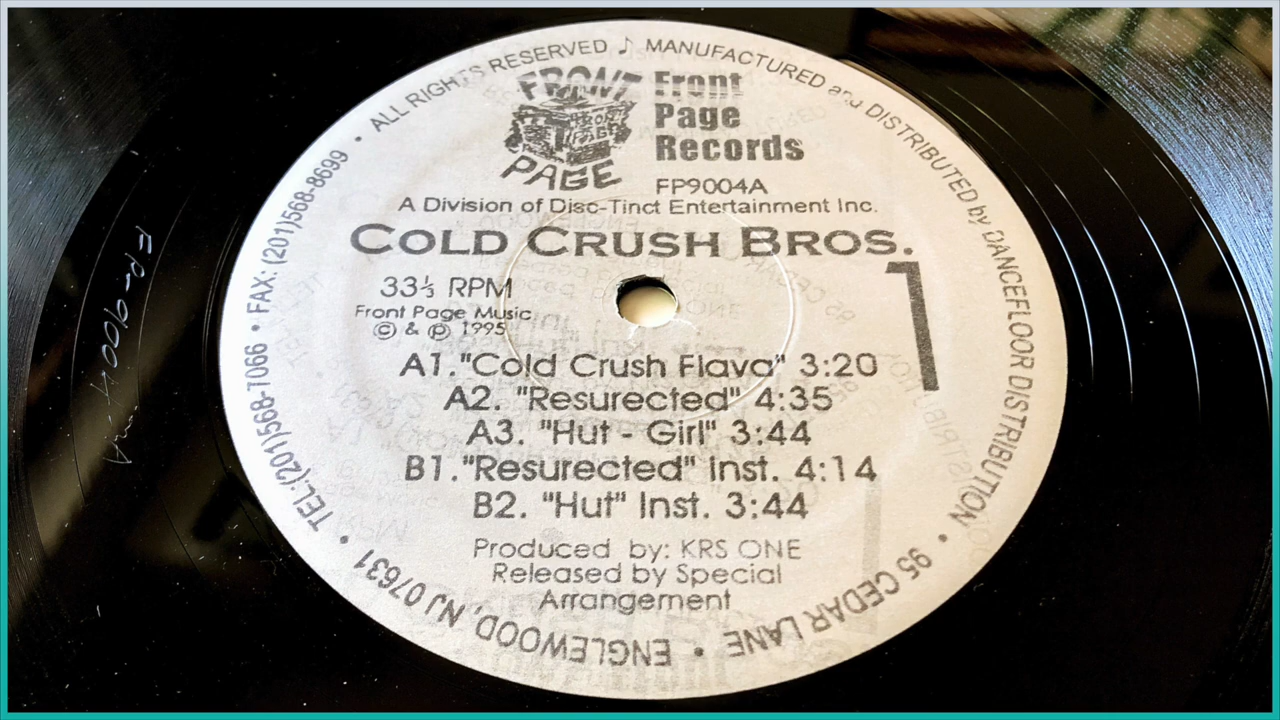 ALL RIGHTS RESERVED ♪ MANUFACTURED and DISTRIBUTED by DANCEFLOOR DISTRIBUTION • 95 CEDAR LANE • ENGLEWOOD, NJ 07631 • TEL:(201)568-7066 • FAX: (201)568-8699 •
FRONT
PAGE
Front
Page
Records
FP9004A
A Division of Disc-Tinct Entertainment Inc.
COLD CRUSH BROS.
33⅓ RPM
1
Front Page Music
© & ℗ 1995
A1."Cold Crush Flava" 3:20
A2. "Resurected" 4:35
A3. "Hut - Girl" 3:44
B1."Resurected" Inst. 4:14
B2. "Hut" Inst. 3:44
Produced by: KRS ONE
Released by Special
Arrangement